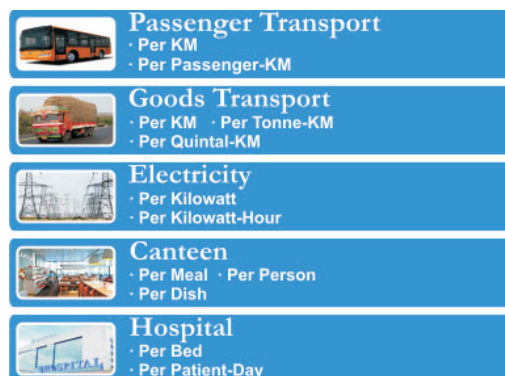 Passenger Transport
· Per KM
· Per Passenger-KM
Goods Transport
· Per KM · Per Tonne-KM
· Per Quintal-KM
Electricity
· Per Kilowatt
· Per Kilowatt-Hour
Canteen
· Per Meal · Per Person
· Per Dish
Hospital
· Per Bed
· Per Patient-Day
HOSPITAL